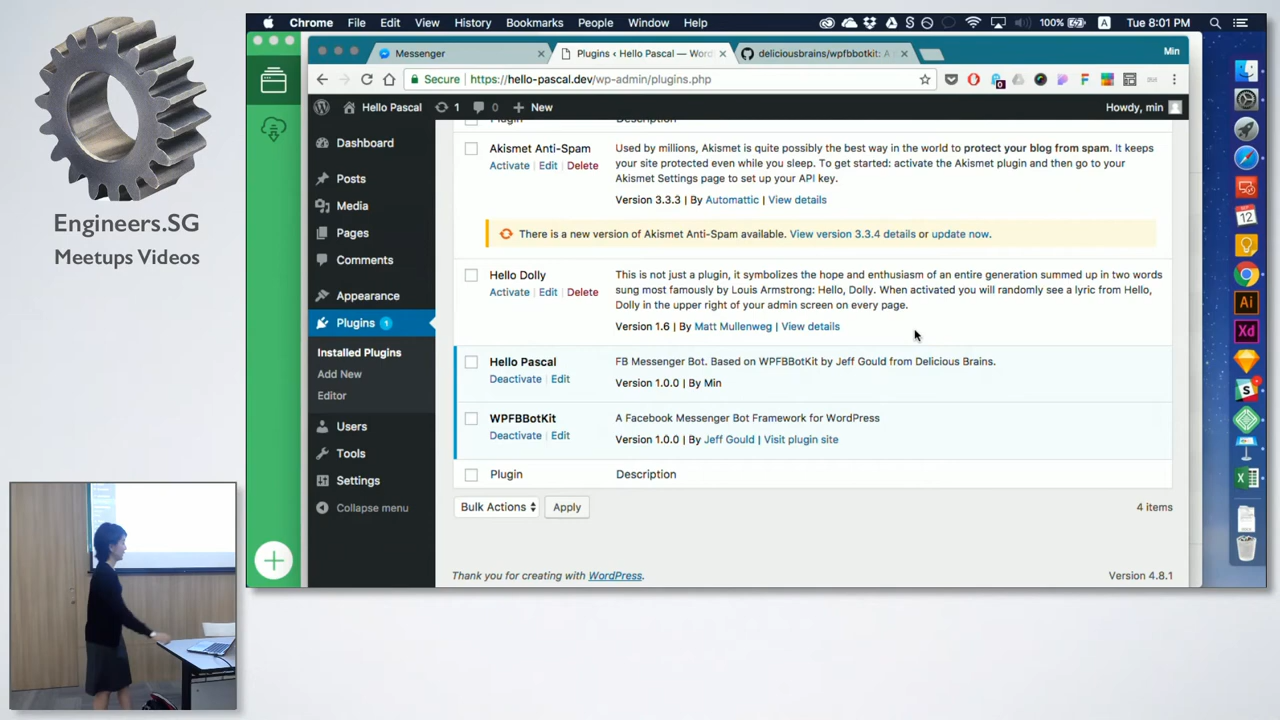 Engineers.SG
Meetups Videos
Chrome File Edit View History Bookmarks People Window Help
100% A Tue 8:01 PM
Messenger
Plugins ‹ Hello Pascal — Wor
deliciousbrains/wpfbbotkit: A
Min
Secure https://hello-pascal.dev/wp-admin/plugins.php
Hello Pascal 1 0 New
Howdy, min
Dashboard
Posts
Media
Pages
Comments
Appearance
Plugins 1
Installed Plugins
Add New
Editor
Users
Tools
Settings
Collapse menu
Plugin Description
Akismet Anti-Spam
Activate | Edit | Delete
Used by millions, Akismet is quite possibly the best way in the world to protect your blog from spam. It keeps
your site protected even while you sleep. To get started: activate the Akismet plugin and then go to your
Akismet Settings page to set up your API key.
Version 3.3.3 | By Automattic | View details
There is a new version of Akismet Anti-Spam available. View version 3.3.4 details or update now.
Hello Dolly
Activate | Edit | Delete
This is not just a plugin, it symbolizes the hope and enthusiasm of an entire generation summed up in two words
sung most famously by Louis Armstrong: Hello, Dolly. When activated you will randomly see a lyric from Hello,
Dolly in the upper right of your admin screen on every page.
Version 1.6 | By Matt Mullenweg | View details
Hello Pascal
Deactivate | Edit
FB Messenger Bot. Based on WPFBBotKit by Jeff Gould from Delicious Brains.
Version 1.0.0 | By Min
WPFBBotKit
Deactivate | Edit
A Facebook Messenger Bot Framework for WordPress
Version 1.0.0 | By Jeff Gould | Visit plugin site
Plugin Description
Bulk Actions Apply
4 items
Thank you for creating with WordPress.
Version 4.8.1
12
Ai
Xd